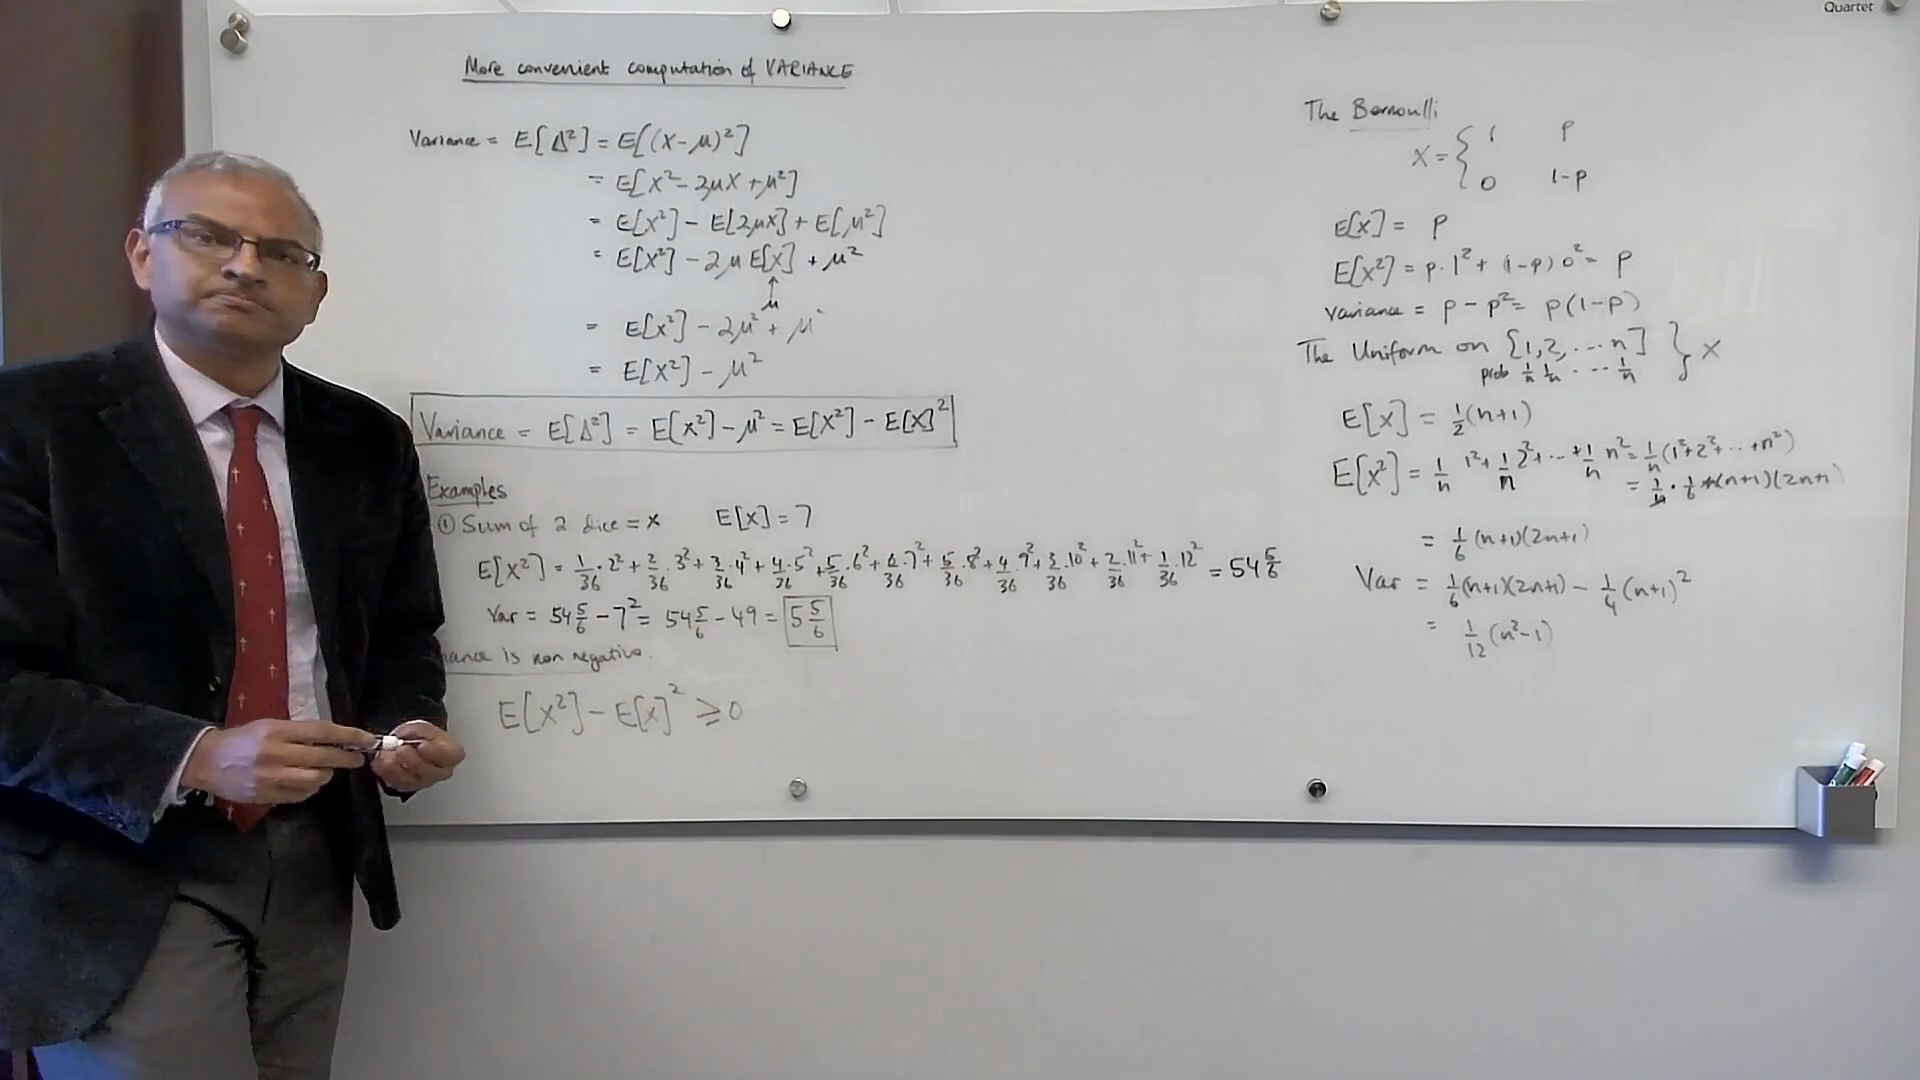 Quartet
More convenient computation of VARIANCE
Variance = E[Δ²] = E[(X-μ)²]
= E[X² - 2μX + μ²]
= E[X²] - E[2μX] + E[μ²]
= E[X²] - 2μ E[X] + μ²
↑
μ
= E[X²] - 2μ² + μ²
= E[X²] - μ²
Variance = E[Δ²] = E[X²] - μ² = E[X²] - E[X]²
Examples
① Sum of 2 dice = X E[X] = 7
E[X²] = 1/36 · 2² + 2/36 · 3² + 3/36 · 4² + 4/36 · 5² + 5/36 · 6² + 6/36 · 7² + 5/36 · 8² + 4/36 · 9² + 3/36 · 10² + 2/36 · 11² + 1/36 · 12² = 54 5/6
Var = 54 5/6 - 7² = 54 5/6 - 49 = 5 5/6
is non negative.
E[X²] - E[X]² ≥ 0
The Bernoulli
X = { 1 p
0 1-p
E[X] = p
E[X²] = p · 1² + (1-p) 0² = p
variance = p - p² = p(1-p)
The Uniform on {1, 2, ... n} } X
prob 1/n 1/n ... 1/n
E[X] = 1/2 (n+1)
E[X²] = 1/n 1² + 1/n 2² + ... + 1/n n² = 1/n (1² + 2² + ... + n²)
= 1/n · 1/6 n(n+1)(2n+1)
= 1/6 (n+1)(2n+1)
Var = 1/6 (n+1)(2n+1) - 1/4 (n+1)²
= 1/12 (n²-1)